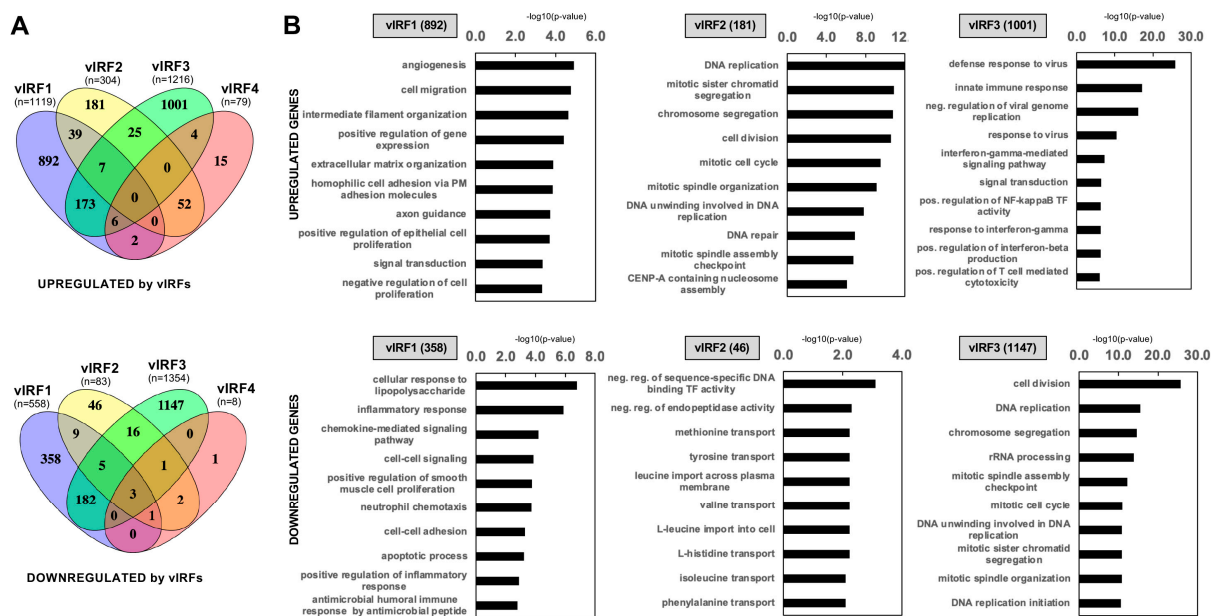 A
vIRF1
(n=1119)
vIRF2
(n=304)
vIRF3
(n=1216)
vIRF4
(n=79)
181
1001
39
25
4
892
7
0
15
173
0
52
6
0
2
UPREGULATED by vIRFs
vIRF1
(n=558)
vIRF2
(n=83)
vIRF3
(n=1354)
vIRF4
(n=8)
46
1147
9
16
0
358
5
1
1
182
3
2
0
1
0
DOWNREGULATED by vIRFs
B
UPREGULATED GENES
vIRF1 (892)
-log10(p-value)
0.0 2.0 4.0 6.0
angiogenesis
cell migration
intermediate filament organization
positive regulation of gene
expression
extracellular matrix organization
homophilic cell adhesion via PM
adhesion molecules
axon guidance
positive regulation of epithelial cell
proliferation
signal transduction
negative regulation of cell
proliferation
vIRF2 (181)
-log10(p-value)
0.0 4.0 8.0 12.
DNA replication
mitotic sister chromatid
segregation
chromosome segregation
cell division
mitotic cell cycle
mitotic spindle organization
DNA unwinding involved in DNA
replication
DNA repair
mitotic spindle assembly
checkpoint
CENP-A containing nucleosome
assembly
vIRF3 (1001)
-log10(p-value)
0.0 10.0 20.0 30.0
defense response to virus
innate immune response
neg. regulation of viral genome
replication
response to virus
interferon-gamma-mediated
signaling pathway
signal transduction
pos. regulation of NF-kappaB TF
activity
response to interferon-gamma
pos. regulation of interferon-beta
production
pos. regulation of T cell mediated
cytotoxicity
DOWNREGULATED GENES
vIRF1 (358)
-log10(p-value)
0.0 2.0 4.0 6.0 8.0
cellular response to
lipopolysaccharide
inflammatory response
chemokine-mediated signaling
pathway
cell-cell signaling
positive regulation of smooth
muscle cell proliferation
neutrophil chemotaxis
cell-cell adhesion
apoptotic process
positive regulation of inflammatory
response
antimicrobial humoral immune
response by antimicrobial peptide
vIRF2 (46)
-log10(p-value)
0.0 2.0 4.0
neg. reg. of sequence-specific DNA
binding TF activity
neg. reg. of endopeptidase activity
methionine transport
tyrosine transport
leucine import across plasma
membrane
valine transport
L-leucine import into cell
L-histidine transport
isoleucine transport
phenylalanine transport
vIRF3 (1147)
-log10(p-value)
0.0 10.0 20.0 30.0
cell division
DNA replication
chromosome segregation
rRNA processing
mitotic spindle assembly
checkpoint
mitotic cell cycle
DNA unwinding involved in DNA
replication
mitotic sister chromatid
segregation
mitotic spindle organization
DNA replication initiation